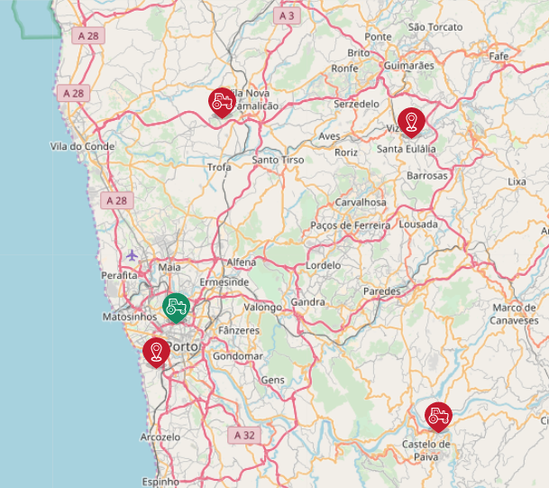 A 3
São Torcato
A 28
Ponte
Brito
Fafe
Guimarães
Ronfe
A 28
Vila Nova
Serzedelo
Aves
Santa Eulália
Vila do Conde
Roriz
Santo Tirso
Trofa
Barrosas
Lixa
A 28
Carvalhosa
Paços de Ferreira
Lousada
Maia
Alfena
Lordelo
Perafita
Ermesinde
Paredes
Gandra
Valongo
Matosinhos
Marco de
Canaveses
Fânzeres
Porto
Gondomar
Gens
Arcozelo
A 32
Castelo de
Paiva
Espinho